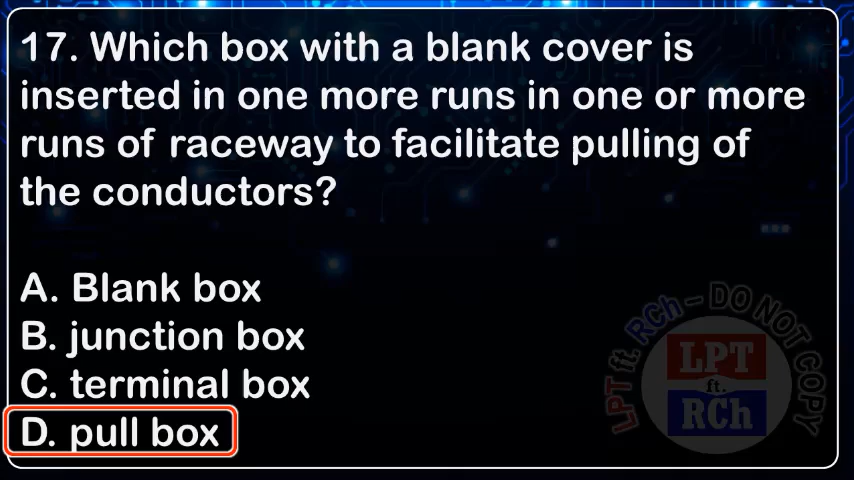 17. Which box with a blank cover is
inserted in one more runs in one or more
runs of raceway to facilitate pulling of
the conductors?
A. Blank box
B. junction box
C. terminal box
D. pull box
LPT ft. RCh - DO NOT COPY
LPT
ft.
RCh